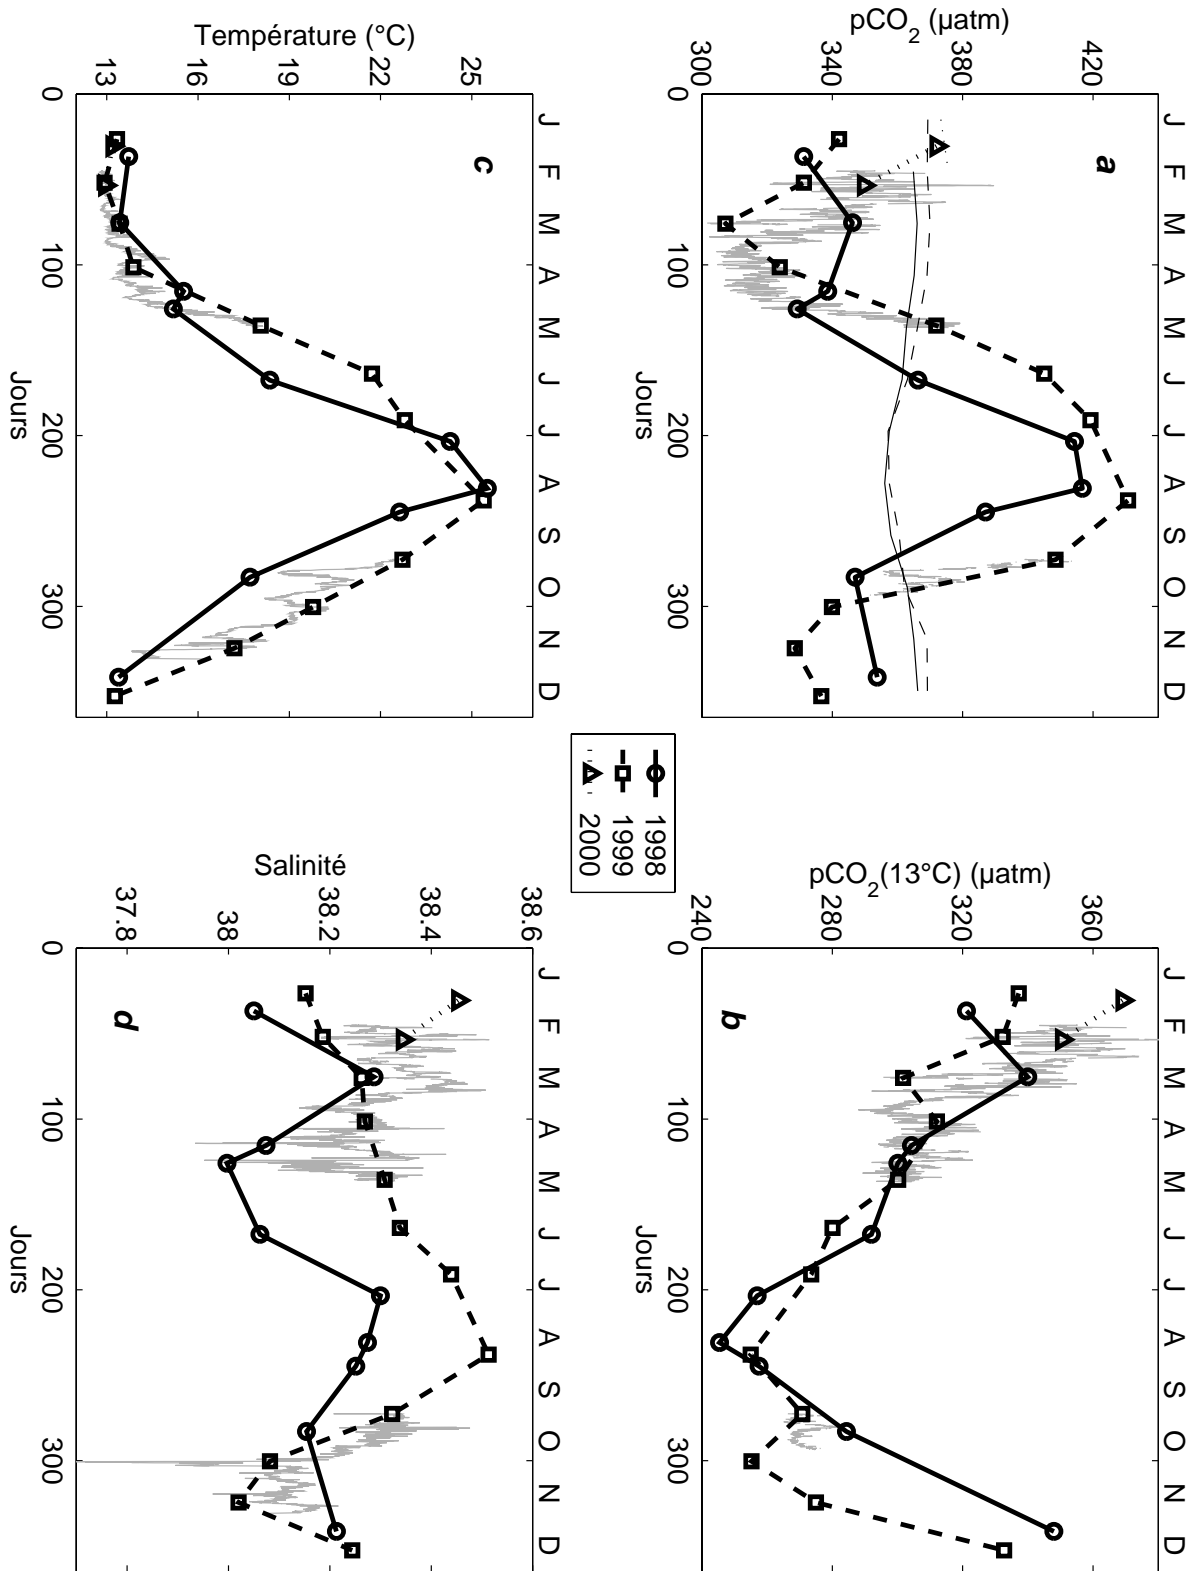 J F M A M J J A S O N D
420
380
340
300
pCO2 (µatm)
a
0 100 200 300
Jours
J F M A M J J A S O N D
360
320
280
240
pCO2(13°C) (µatm)
b
0 100 200 300
Jours
1998
1999
2000
J F M A M J J A S O N D
25
22
19
16
13
Température (°C)
c
0 100 200 300
Jours
J F M A M J J A S O N D
38.6
38.4
38.2
38
37.8
Salinité
d
0 100 200 300
Jours